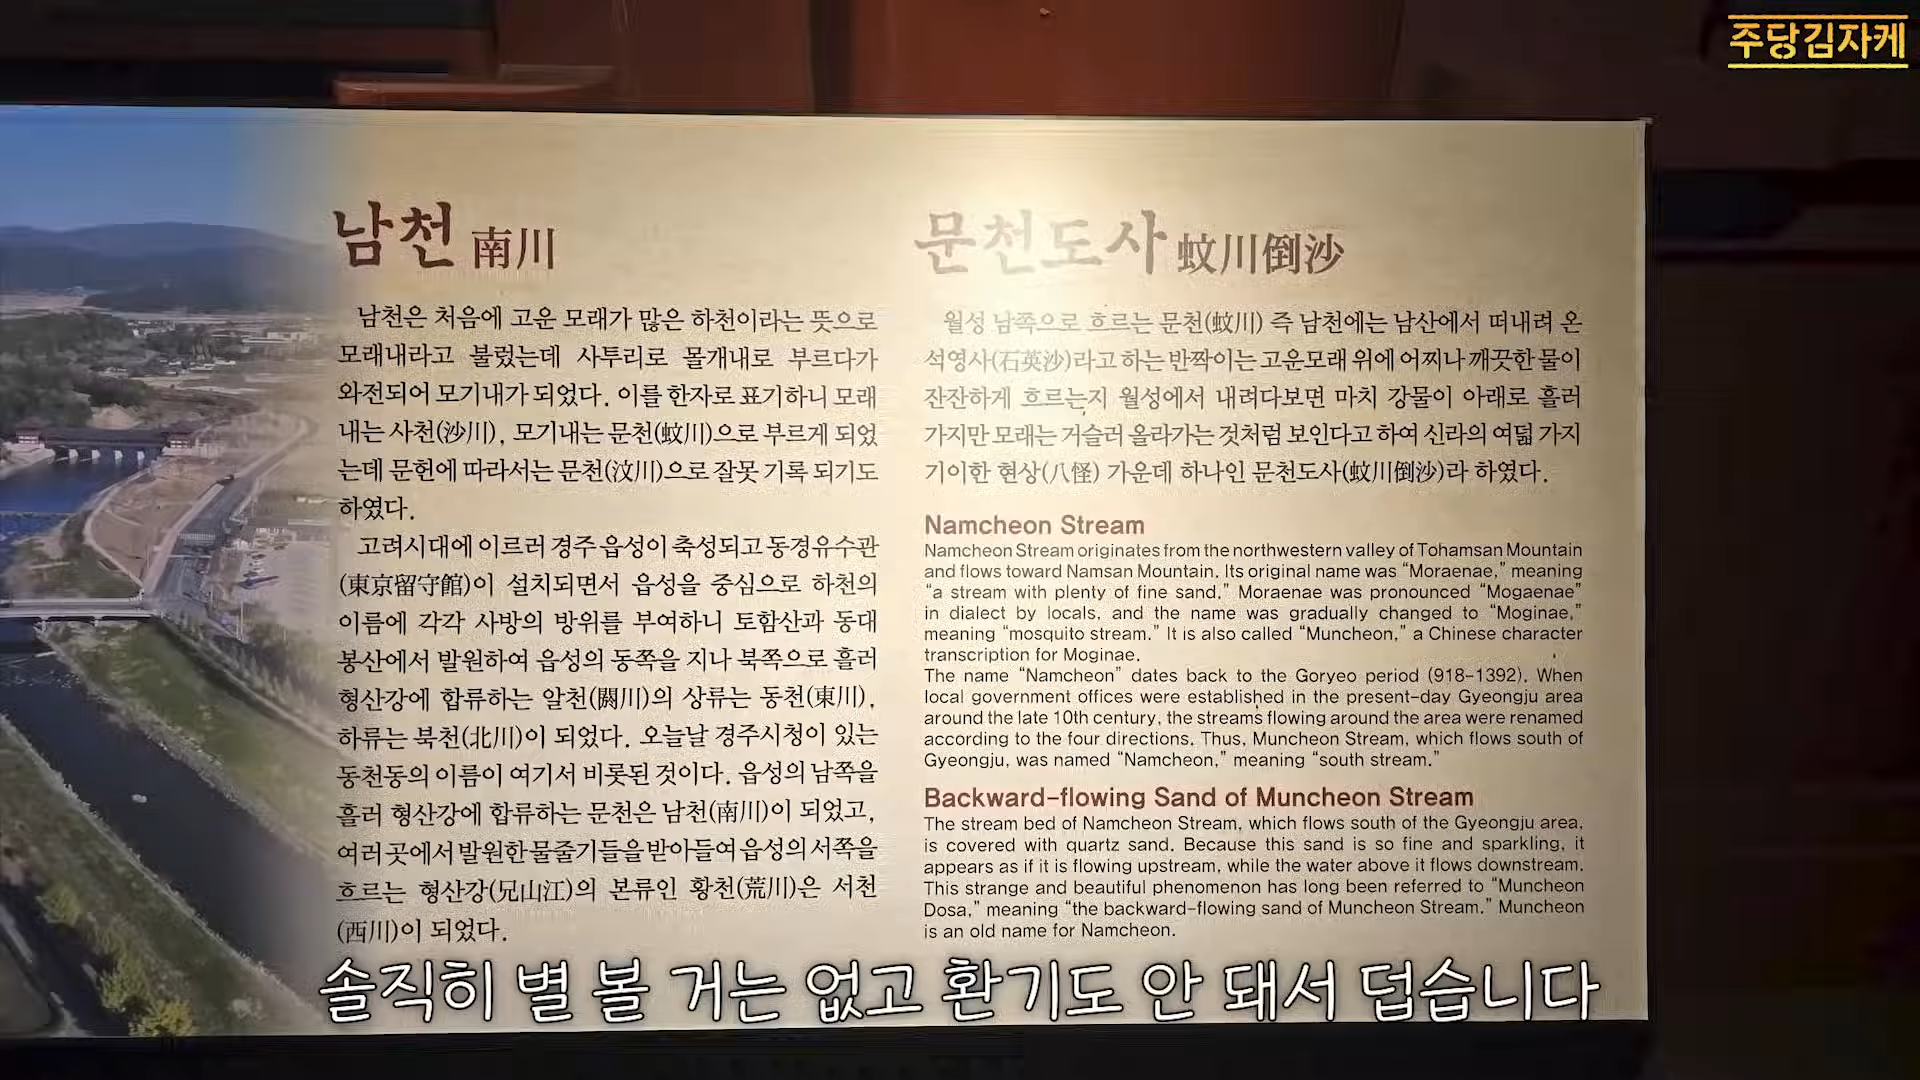 주당김자케
남천 南川
남천은 처음에 고운 모래가 많은 하천이라는 뜻으로
모래내라고 불렀는데 사투리로 몰개내로 부르다가
와전되어 모기내가 되었다. 이를 한자로 표기하니 모래
내는 사천(沙川), 모기내는 문천(蚊川)으로 부르게 되었
는데 문헌에 따라서는 문천(汶川)으로 잘못 기록 되기도
하였다.
고려시대에 이르러 경주 읍성이 축성되고 동경유수관
(東京留守館)이 설치되면서 읍성을 중심으로 하천의
이름에 각각 사방의 방위를 부여하니 토함산과 동대
봉산에서 발원하여 읍성의 동쪽을 지나 북쪽으로 흘러
형산강에 합류하는 알천(閼川)의 상류는 동천(東川),
하류는 북천(北川)이 되었다. 오늘날 경주시청이 있는
동천동의 이름이 여기서 비롯된 것이다. 읍성의 남쪽을
흘러 형산강에 합류하는 문천은 남천(南川)이 되었고,
여러 곳에서 발원한 물줄기들을 받아들여 읍성의 서쪽을
흐르는 형산강(兄山江)의 본류인 황천(荒川)은 서천
(西川)이 되었다.
문천도사 蚊川倒沙
월성 남쪽으로 흐르는 문천(蚊川) 즉 남천에는 남산에서 떠내려 온
석영사(石英沙)라고 하는 반짝이는 고운모래 위에 어찌나 깨끗한 물이
잔잔하게 흐르는지 월성에서 내려다보면 마치 강물이 아래로 흘러
가지만 모래는 거슬러 올라가는 것처럼 보인다고 하여 신라의 여덟 가지
기이한 현상(八怪) 가운데 하나인 문천도사(蚊川倒沙)라 하였다.
Namcheon Stream
Namcheon Stream originates from the northwestern valley of Tohamsan Mountain
and flows toward Namsan Mountain. Its original name was “Moraenae,” meaning
“a stream with plenty of fine sand.” Moraenae was pronounced “Mogaenae”
in dialect by locals, and the name was gradually changed to “Moginae,”
meaning “mosquito stream.” It is also called “Muncheon,” a Chinese character
transcription for Moginae.
The name “Namcheon” dates back to the Goryeo period (918-1392). When
local government offices were established in the present-day Gyeongju area
around the late 10th century, the streams flowing around the area were renamed
according to the four directions. Thus, Muncheon Stream, which flows south of
Gyeongju, was named “Namcheon,” meaning “south stream.”
Backward-flowing Sand of Muncheon Stream
The stream bed of Namcheon Stream, which flows south of the Gyeongju area,
is covered with quartz sand. Because this sand is so fine and sparkling, it
appears as if it is flowing upstream, while the water above it flows downstream.
This strange and beautiful phenomenon has long been referred to “Muncheon
Dosa,” meaning “the backward-flowing sand of Muncheon Stream.” Muncheon
is an old name for Namcheon.
솔직히 별 볼 거는 없고 환기도 안 돼서 덥습니다